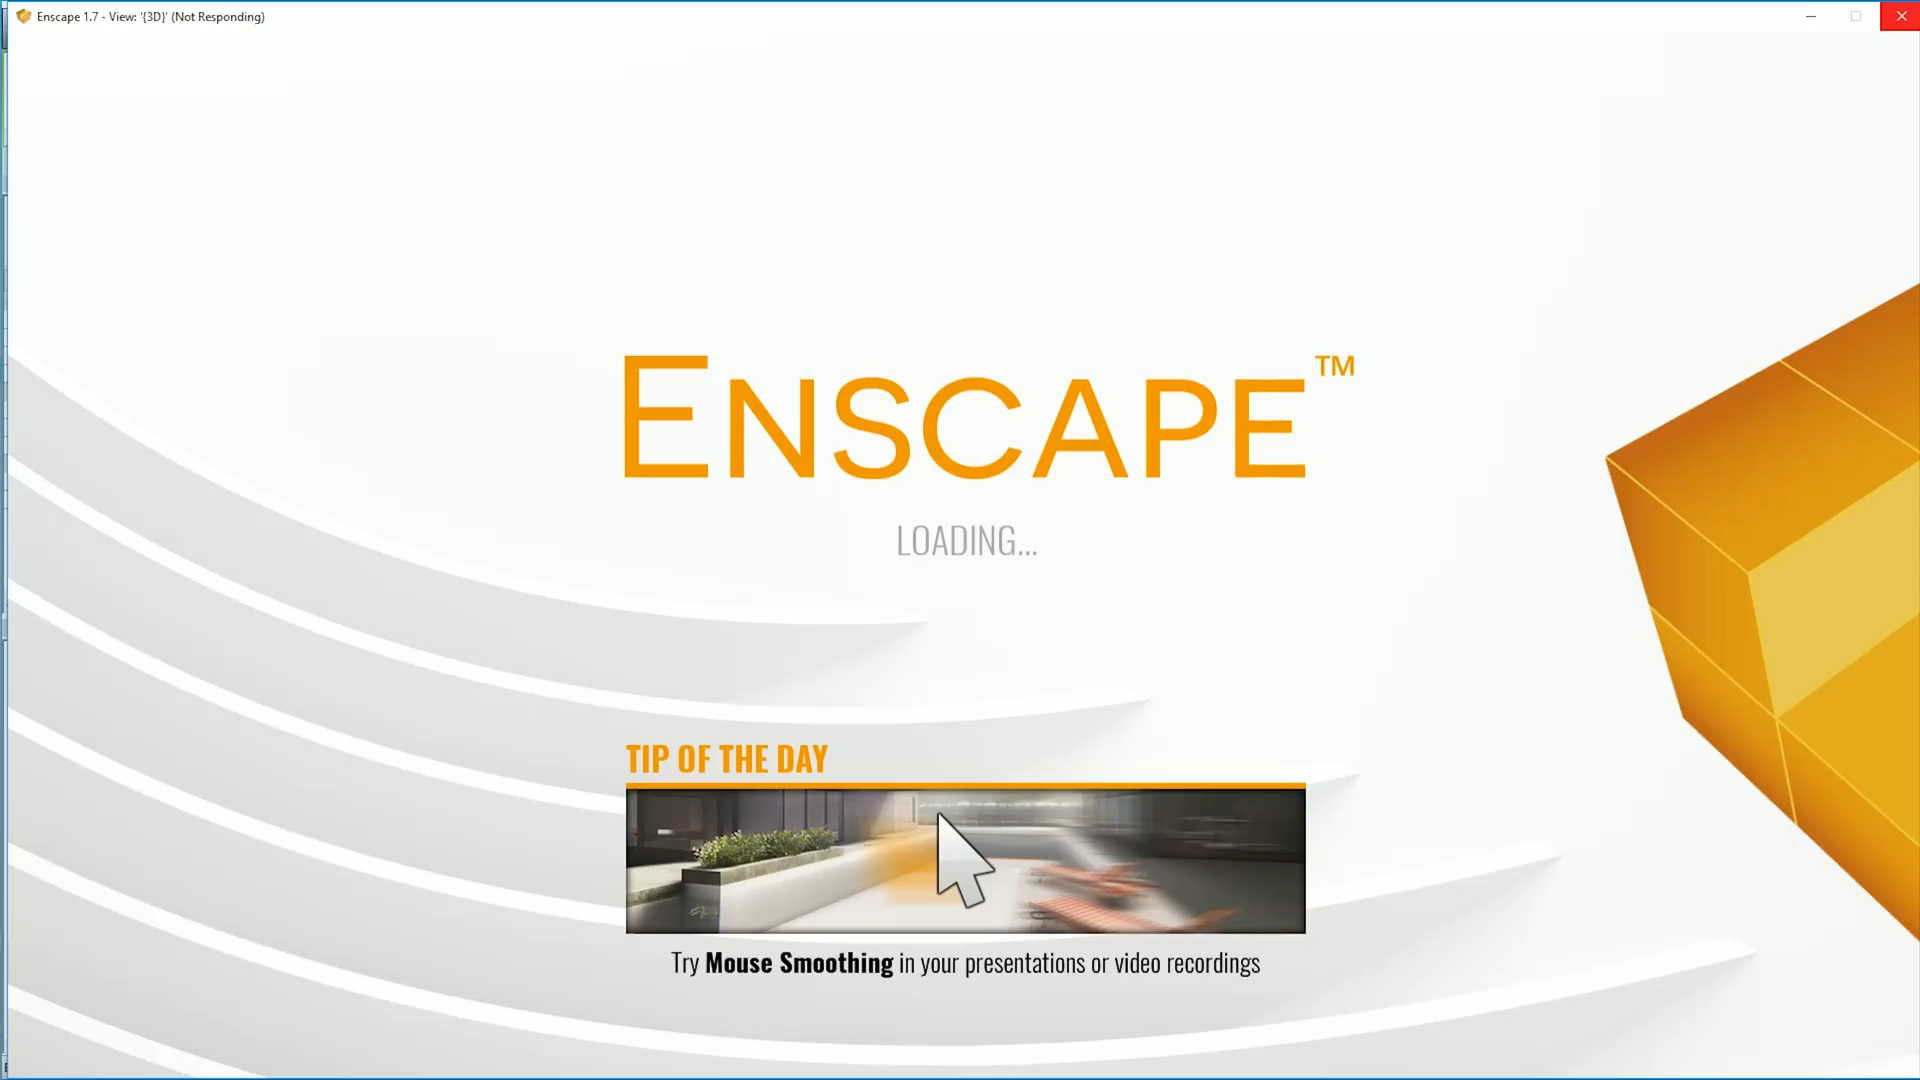 Enscape 1.7 - View: '{3D}' (Not Responding)
ENSCAPE™
LOADING...
TIP OF THE DAY
Try Mouse Smoothing in your presentations or video recordings